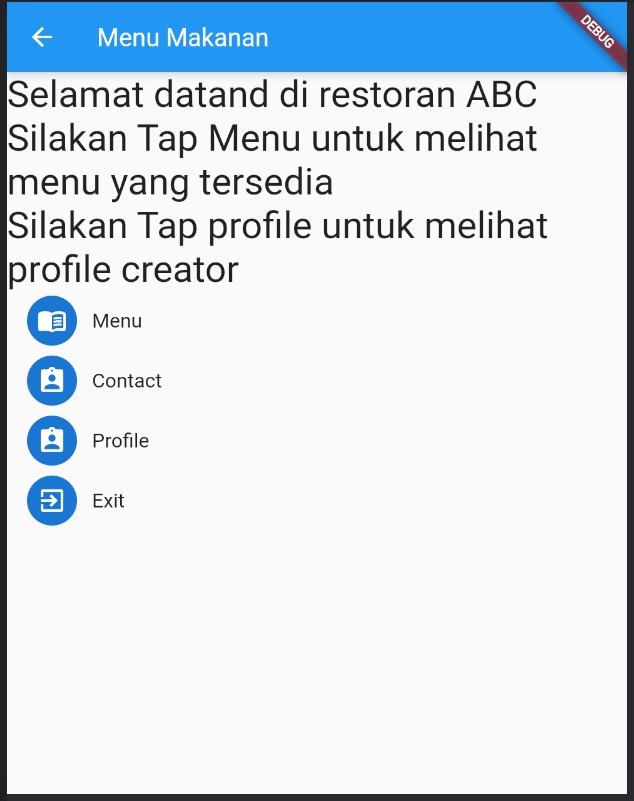 Menu Makanan
DEBUG
Selamat datand di restoran ABC
Silakan Tap Menu untuk melihat
menu yang tersedia
Silakan Tap profile untuk melihat
profile creator
Menu
Contact
Profile
Exit